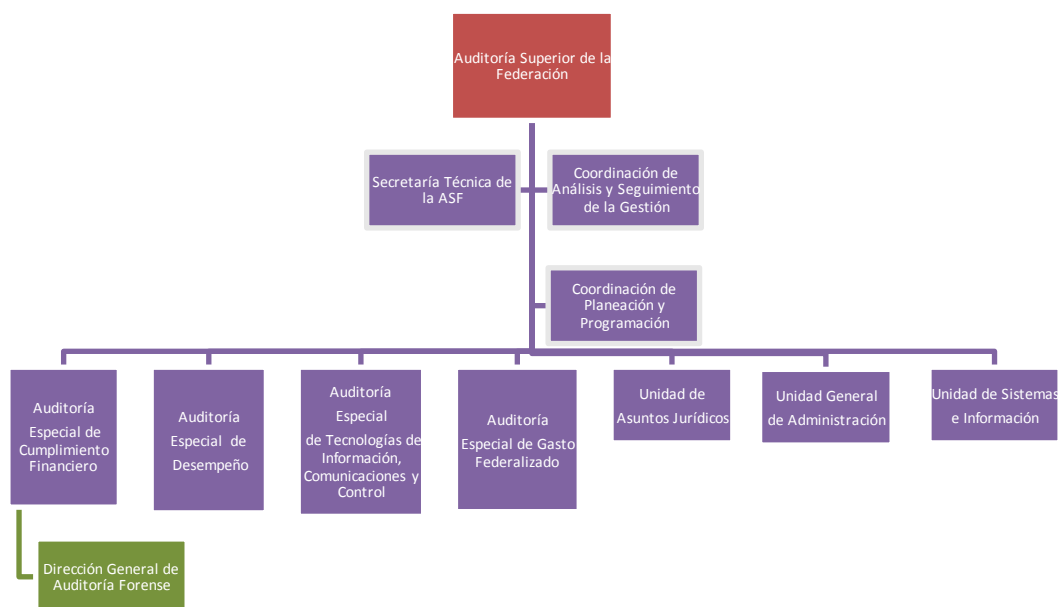 Auditoría Superior de la
Federación
Secretaría Técnica de
la ASF
Coordinación de
Análisis y Seguimiento
de la Gestión
Coordinación de
Planeación y
Programación
Auditoría
Especial de
Cumplimiento
Financiero
Auditoría
Especial de
Desempeño
Auditoría
Especial
de Tecnologías de
Información,
Comunicaciones y
Control
Auditoría
Especial de Gasto
Federalizado
Unidad de
Asuntos Jurídicos
Unidad General
de Administración
Unidad de Sistemas
e Información
Dirección General de
Auditoría Forense